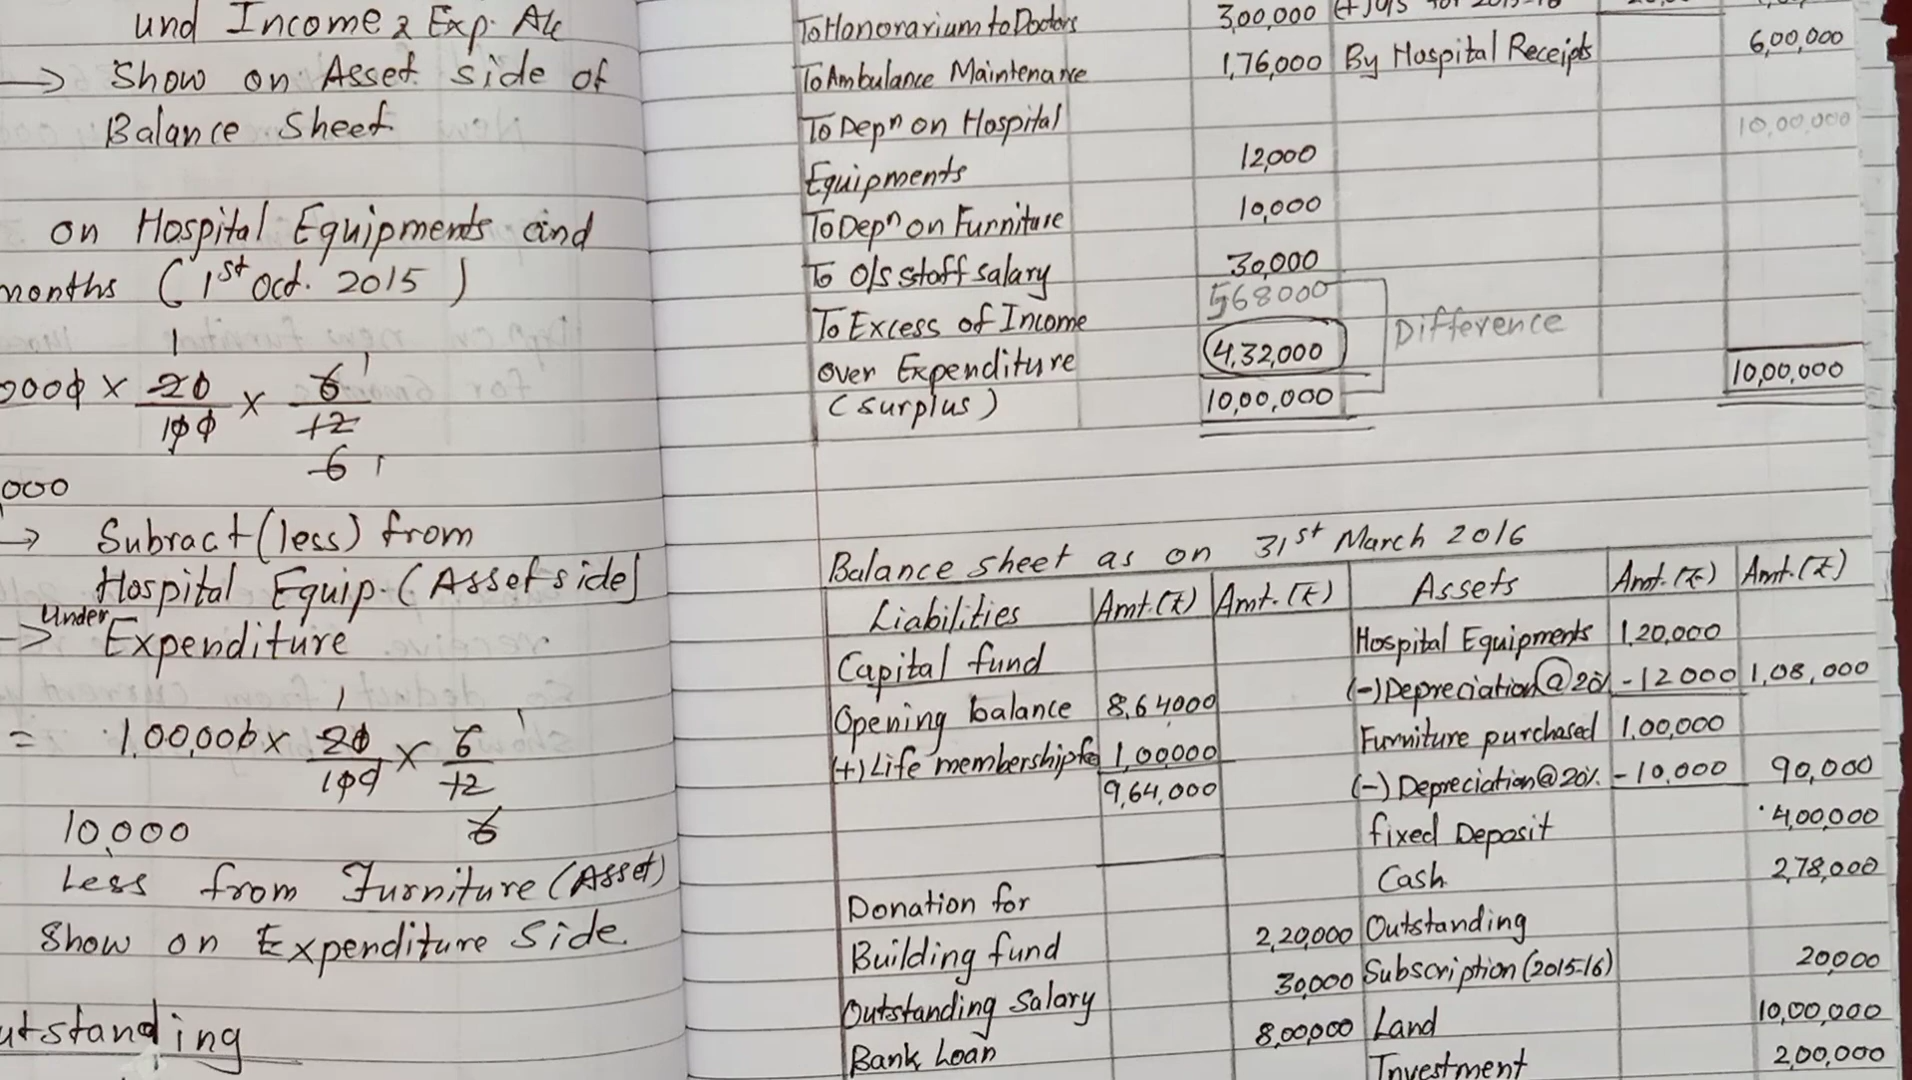 und Income & Exp. A/c
→ Show on Asset side of
Balance Sheet
on Hospital Equipments and
months (1st Oct. 2015)
1
0000 × 20/100 × 6/12 1
6 1
000
→ Subract (less) from
Hospital Equip. (Asset side)
→ Under Expenditure
1
= 1,00,000 × 20/100 × 6/12 1
10,000 6
Less from Furniture (Asset)
Show on Expenditure Side.
utstanding
To Honorarium to Doctors 3,00,000
To Ambulance Maintenance 1,76,000 By Hospital Receipts 6,00,000
To Depn on Hospital 10,00,000
Equipments 12,000
To Depn on Furniture 10,000
To O/s staff salary 30,000
568000
To Excess of Income Difference
over Expenditure 4,32,000 10,00,000
(surplus) 10,00,000
Balance sheet as on 31st March 2016
Liabilities Amt.(₹) Amt.(₹) Assets Amt.(₹) Amt.(₹)
Capital fund Hospital Equipments 1,20,000
Opening balance 8,64000 (-) Depreciation @ 20% -12000 1,08,000
(+) Life membership fee 1,00000 Furniture purchased 1,00,000
9,64,000 (-) Depreciation @ 20% -10,000 90,000
fixed Deposit 4,00,000
Cash 2,78,000
Donation for Outstanding
Building fund 2,20,000 Subscription (2015-16) 20,000
Outstanding Salary 30,000 Land 10,00,000
Bank Loan 8,00,000 Investment 2,00,000